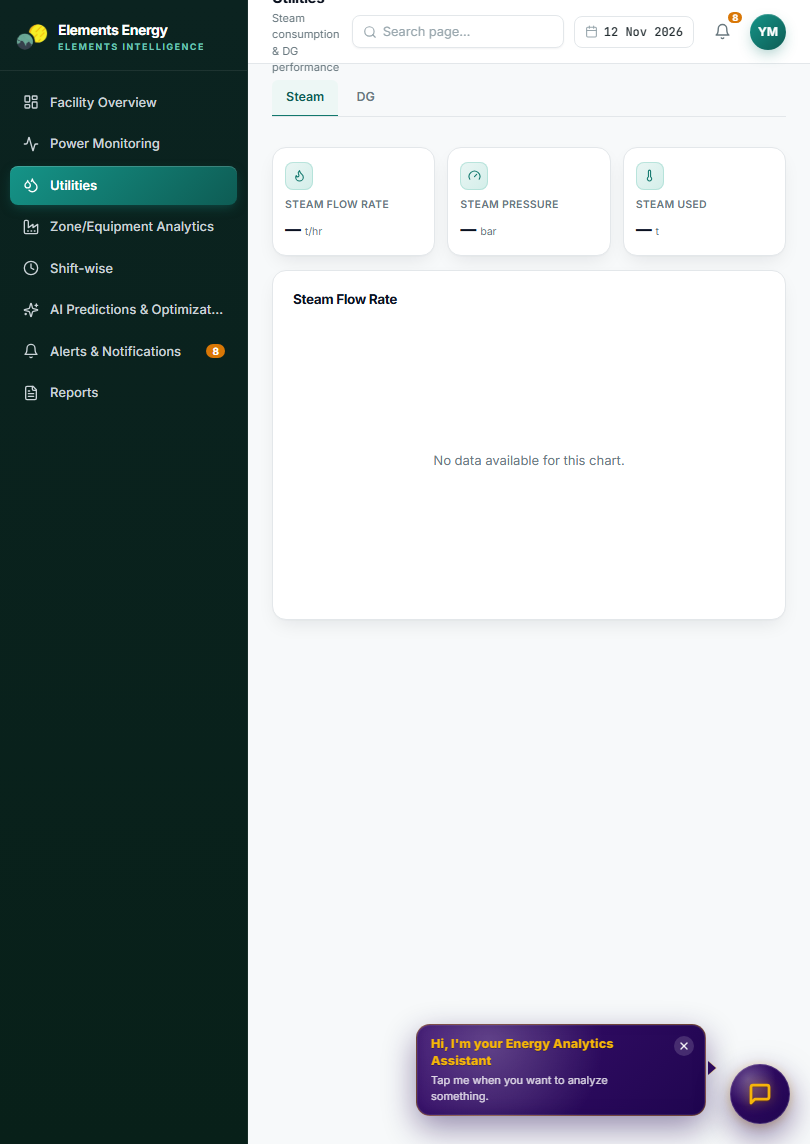 Elements Energy
ELEMENTS INTELLIGENCE
Facility Overview
Power Monitoring
Utilities
Zone/Equipment Analytics
Shift-wise
AI Predictions & Optimizat...
Alerts & Notifications 8
Reports
Utilities
Steam
consumption
& DG
performance
Search page...
12 Nov 2026
8
YM
Steam DG
STEAM FLOW RATE
— t/hr
STEAM PRESSURE
— bar
STEAM USED
— t
Steam Flow Rate
No data available for this chart.
Hi, I'm your Energy Analytics
Assistant
Tap me when you want to analyze
something.